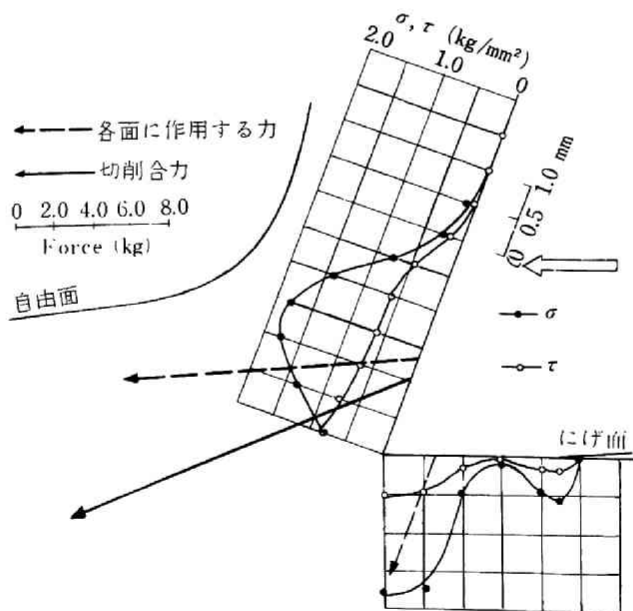 σ, τ (kg/mm²)
2.0 1.0 0
各面に作用する力
切削合力
0 2.0 4.0 6.0 8.0
Force (kg)
自由面
1.0 mm
0.5
0
σ
τ
にげ面